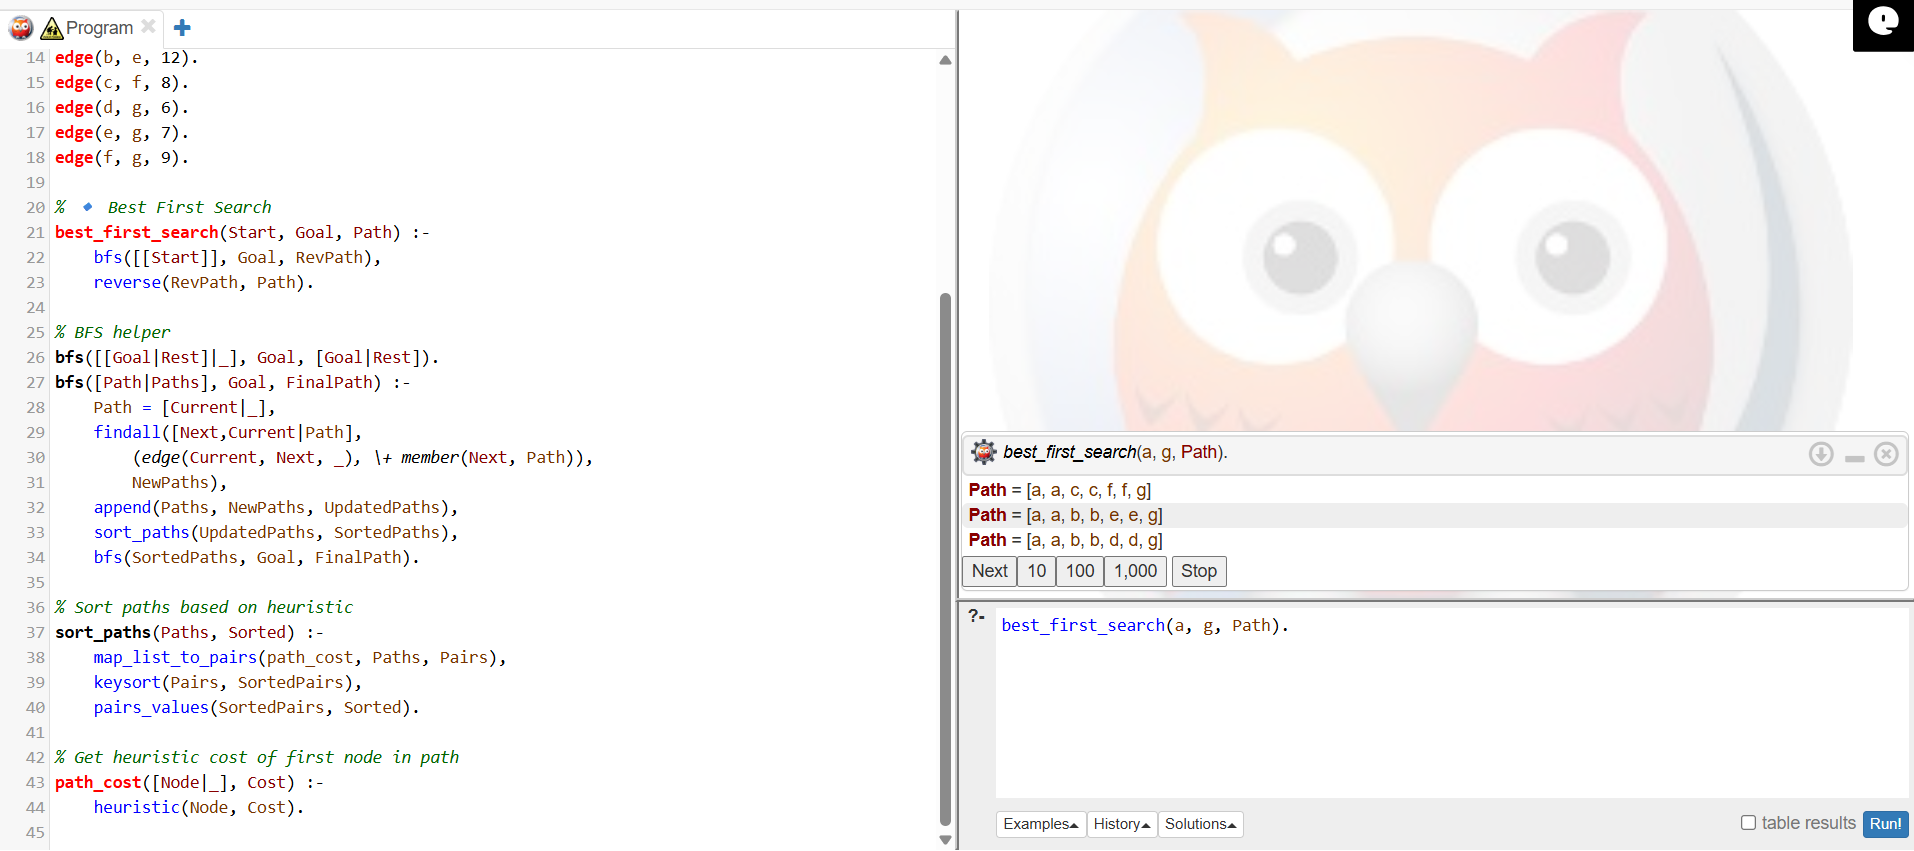 Program
14 edge(b, e, 12).
15 edge(c, f, 8).
16 edge(d, g, 6).
17 edge(e, g, 7).
18 edge(f, g, 9).
19
20 % 🔹 Best First Search
21 best_first_search(Start, Goal, Path) :-
22 bfs([[Start]], Goal, RevPath),
23 reverse(RevPath, Path).
24
25 % BFS helper
26 bfs([[Goal|Rest]|_], Goal, [Goal|Rest]).
27 bfs([Path|Paths], Goal, FinalPath) :-
28 Path = [Current|_],
29 findall([Next,Current|Path],
30 (edge(Current, Next, _), \+ member(Next, Path)),
31 NewPaths),
32 append(Paths, NewPaths, UpdatedPaths),
33 sort_paths(UpdatedPaths, SortedPaths),
34 bfs(SortedPaths, Goal, FinalPath).
35
36 % Sort paths based on heuristic
37 sort_paths(Paths, Sorted) :-
38 map_list_to_pairs(path_cost, Paths, Pairs),
39 keysort(Pairs, SortedPairs),
40 pairs_values(SortedPairs, Sorted).
41
42 % Get heuristic cost of first node in path
43 path_cost([Node|_], Cost) :-
44 heuristic(Node, Cost).
45
best_first_search(a, g, Path).
Path = [a, a, c, c, f, f, g]
Path = [a, a, b, b, e, e, g]
Path = [a, a, b, b, d, d, g]
Next 10 100 1,000 Stop
?- best_first_search(a, g, Path).
Examples History Solutions table results Run!